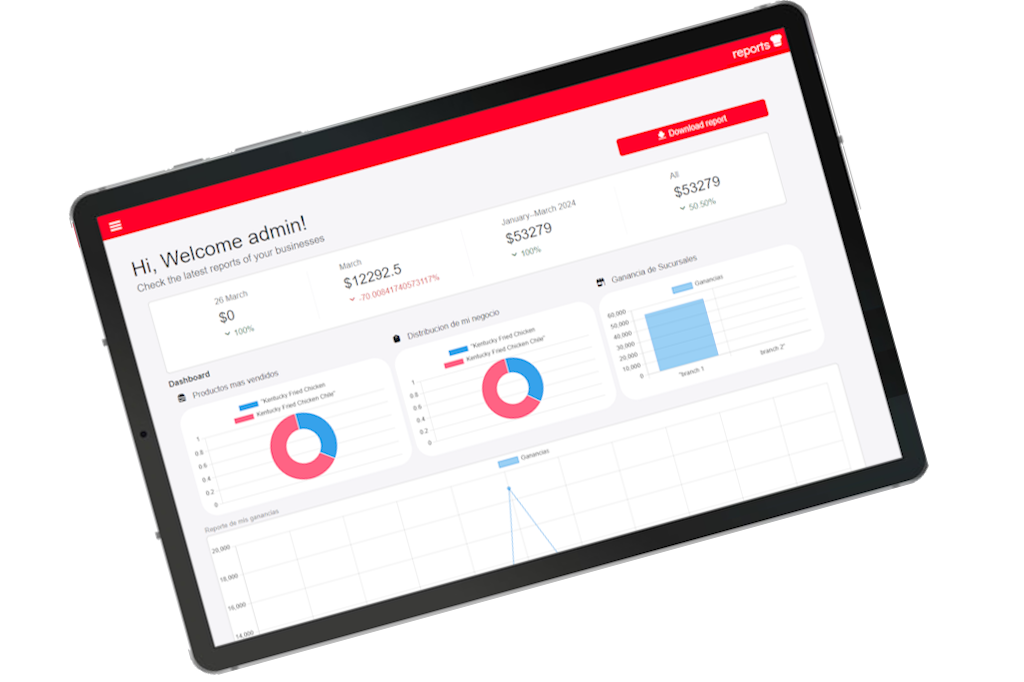 reports
Download report
Hi, Welcome admin!
Check the latest reports of your businesses
26 March
$0
100%
March
$12292.5
-70.00841740573117%
January–March 2024
$53279
100%
All
$53279
50.50%
Dashboard
Productos mas vendidos
"Kentucky Fried Chicken
Kentucky Fried Chicken Chile"
1
0.8
0.6
0.4
0.2
0
Distribucion de mi negocio
"Kentucky Fried Chicken
Kentucky Fried Chicken Chile"
1
0.8
0.6
0.4
0.2
0
Ganancia de Sucursales
Ganancias
60,000
50,000
40,000
30,000
20,000
10,000
0
"branch 1
branch 2"
Reporte de mis ganancias
Ganancias
20,000
18,000
16,000
14,000